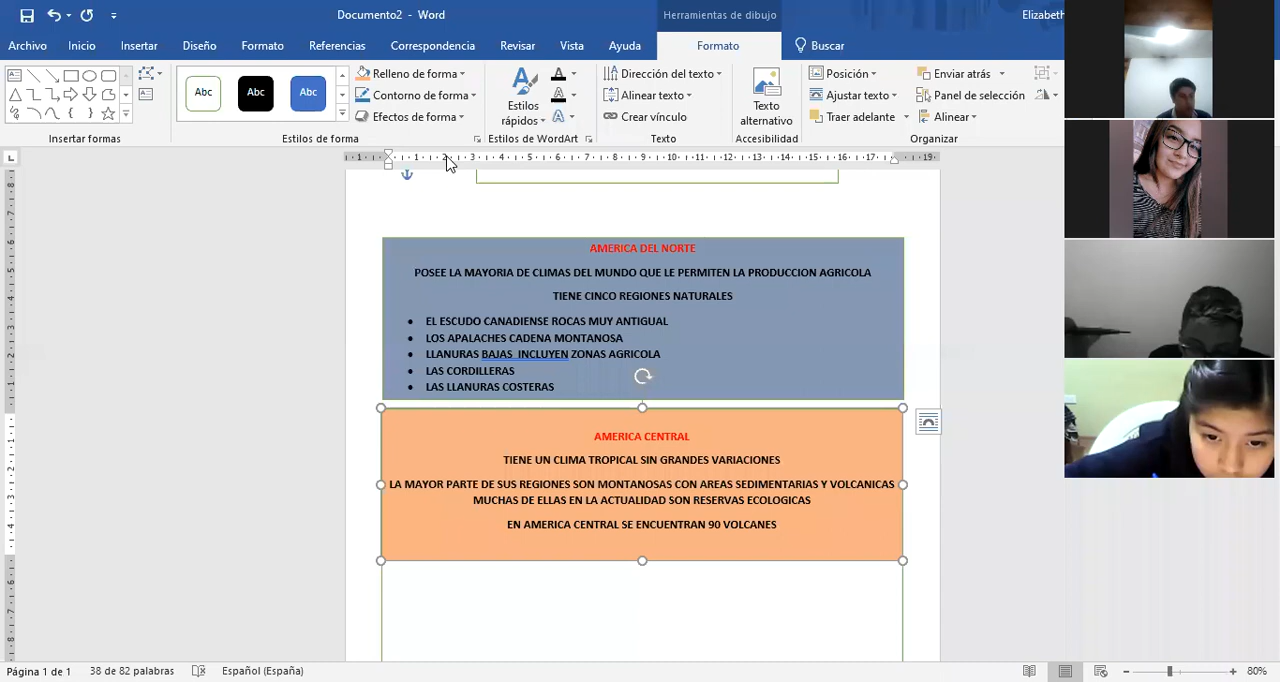 Documento2 - Word
Herramientas de dibujo
Elizabeth
Archivo Inicio Insertar Diseño Formato Referencias Correspondencia Revisar Vista Ayuda Formato Buscar
Abc Abc Abc
Relleno de forma
Contorno de forma
Efectos de forma
Estilos rápidos
Dirección del texto
Alinear texto
Crear vínculo
Texto alternativo
Posición
Ajustar texto
Traer adelante
Enviar atrás
Panel de selección
Alinear
Insertar formas Estilos de forma Estilos de WordArt Texto Accesibilidad Organizar
AMERICA DEL NORTE
POSEE LA MAYORIA DE CLIMAS DEL MUNDO QUE LE PERMITEN LA PRODUCCION AGRICOLA
TIENE CINCO REGIONES NATURALES
• EL ESCUDO CANADIENSE ROCAS MUY ANTIGUAL
• LOS APALACHES CADENA MONTANOSA
• LLANURAS BAJAS INCLUYEN ZONAS AGRICOLA
• LAS CORDILLERAS
• LAS LLANURAS COSTERAS
AMERICA CENTRAL
TIENE UN CLIMA TROPICAL SIN GRANDES VARIACIONES
LA MAYOR PARTE DE SUS REGIONES SON MONTANOSAS CON AREAS SEDIMENTARIAS Y VOLCANICAS
MUCHAS DE ELLAS EN LA ACTUALIDAD SON RESERVAS ECOLOGICAS
EN AMERICA CENTRAL SE ENCUENTRAN 90 VOLCANES
Página 1 de 1 38 de 82 palabras Español (España) 80%